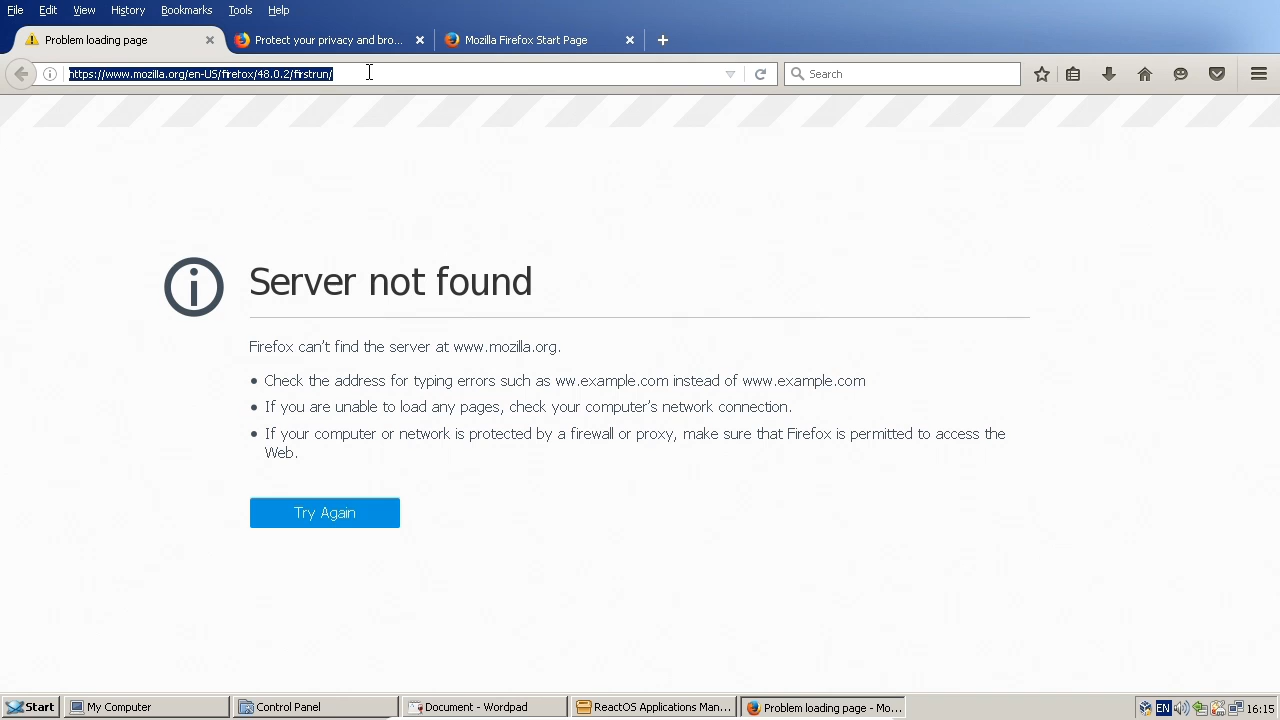 File Edit View History Bookmarks Tools Help
Problem loading page
Protect your privacy and bro...
Mozilla Firefox Start Page
https://www.mozilla.org/en-US/firefox/48.0.2/firstrun/
Search
Server not found
Firefox can't find the server at www.mozilla.org.
Check the address for typing errors such as ww.example.com instead of www.example.com
If you are unable to load any pages, check your computer's network connection.
If your computer or network is protected by a firewall or proxy, make sure that Firefox is permitted to access the
Web.
Try Again
Start
My Computer
Control Panel
Document - Wordpad
ReactOS Applications Man...
Problem loading page - Mo...
EN
16:15